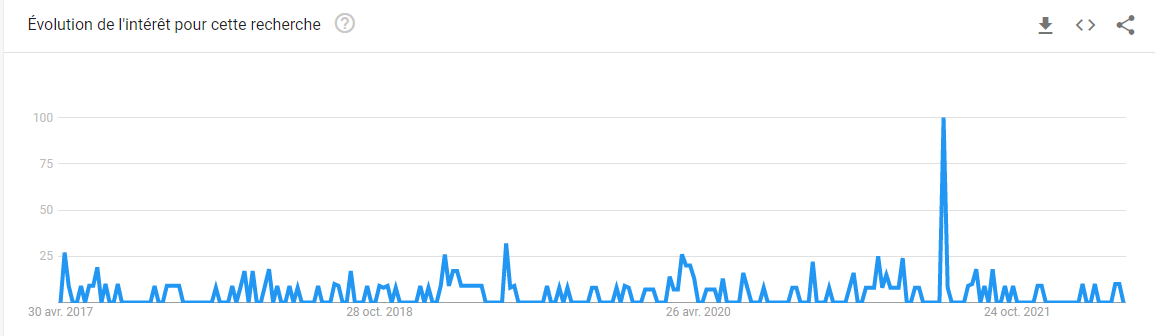 Évolution de l'intérêt pour cette recherche
100
75
50
25
30 avr. 2017 28 oct. 2018 26 avr. 2020 24 oct. 2021